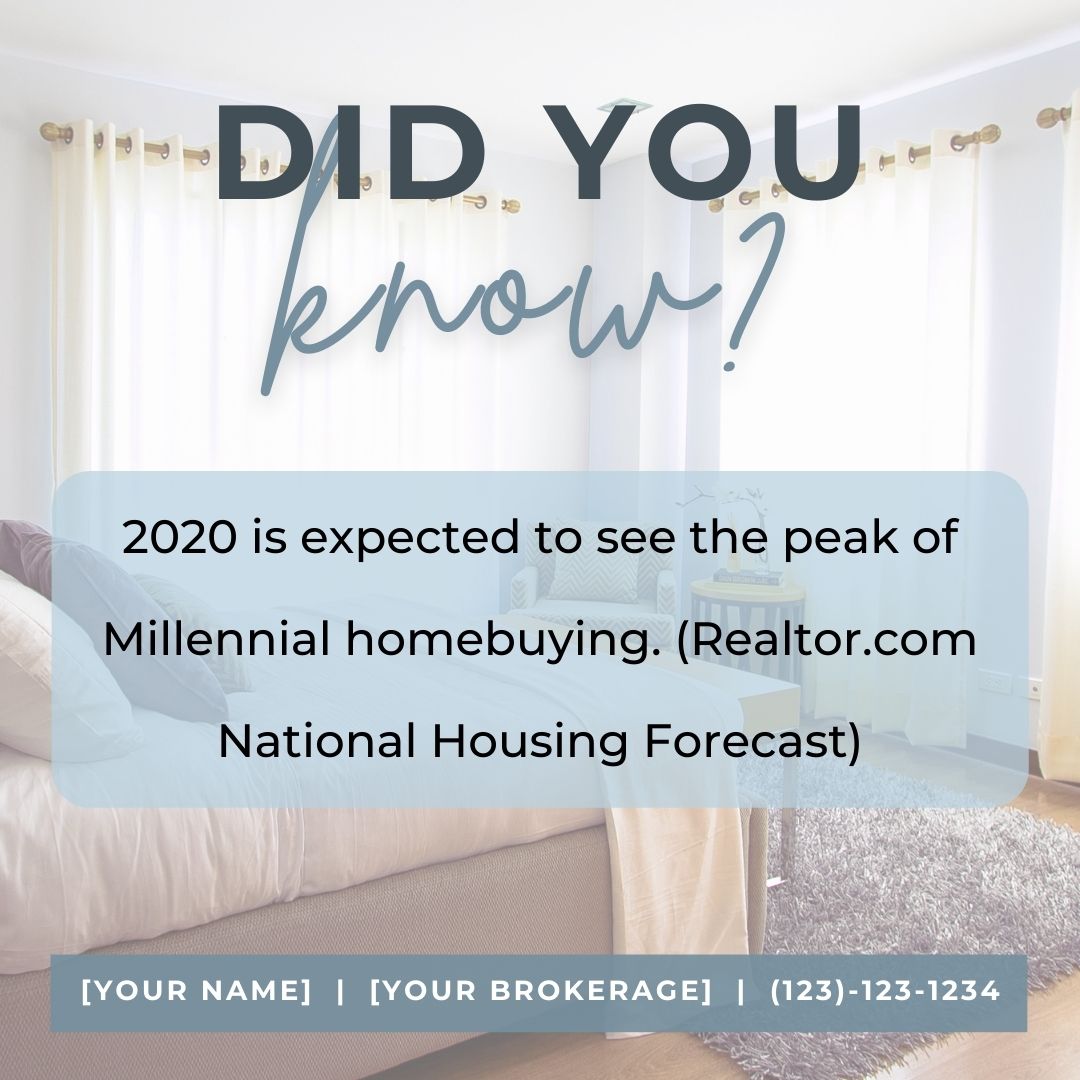 DID YOU
know?
2020 is expected to see the peak of
Millennial homebuying. (Realtor.com
National Housing Forecast)
[YOUR NAME] | [YOUR BROKERAGE] | (123)-123-1234